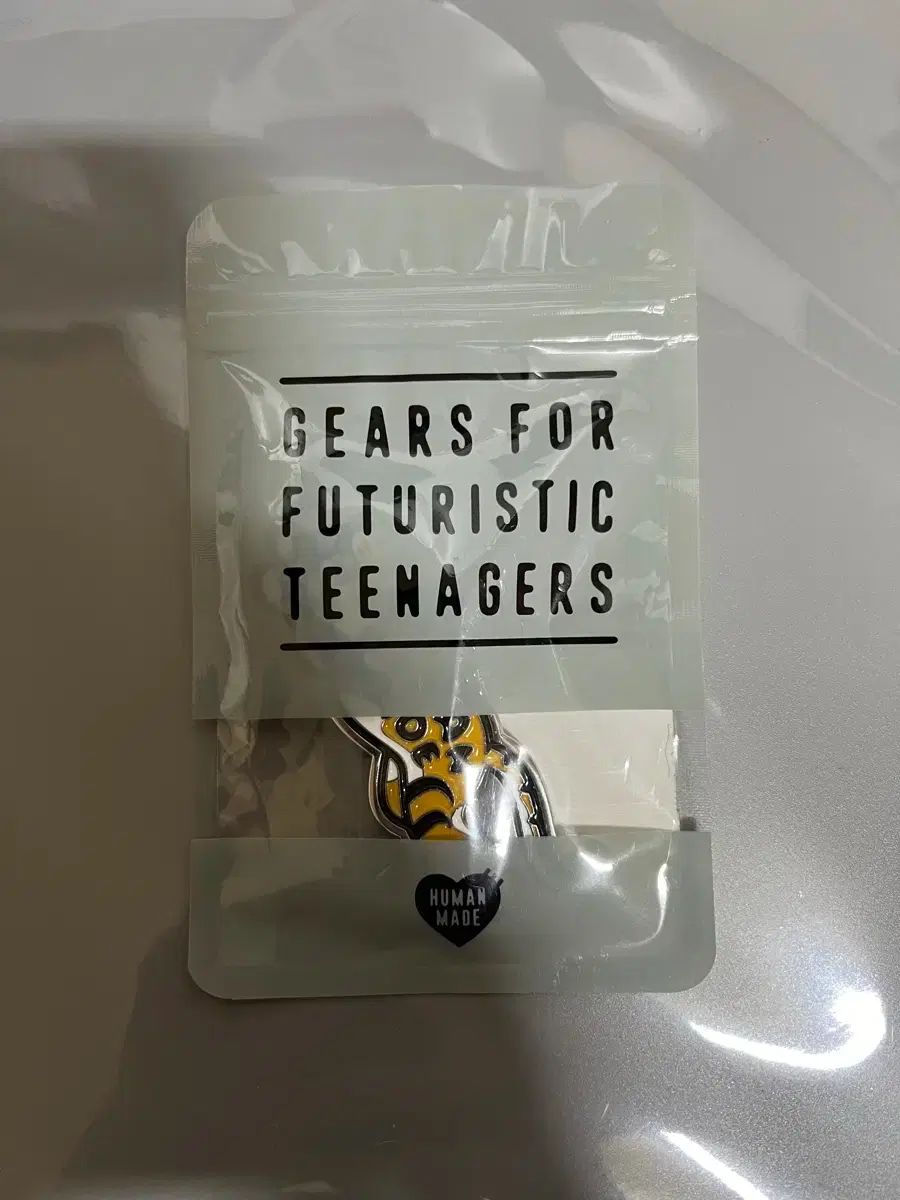 GEARS FOR
FUTURISTIC
TEENAGERS
HUMAN
MADE